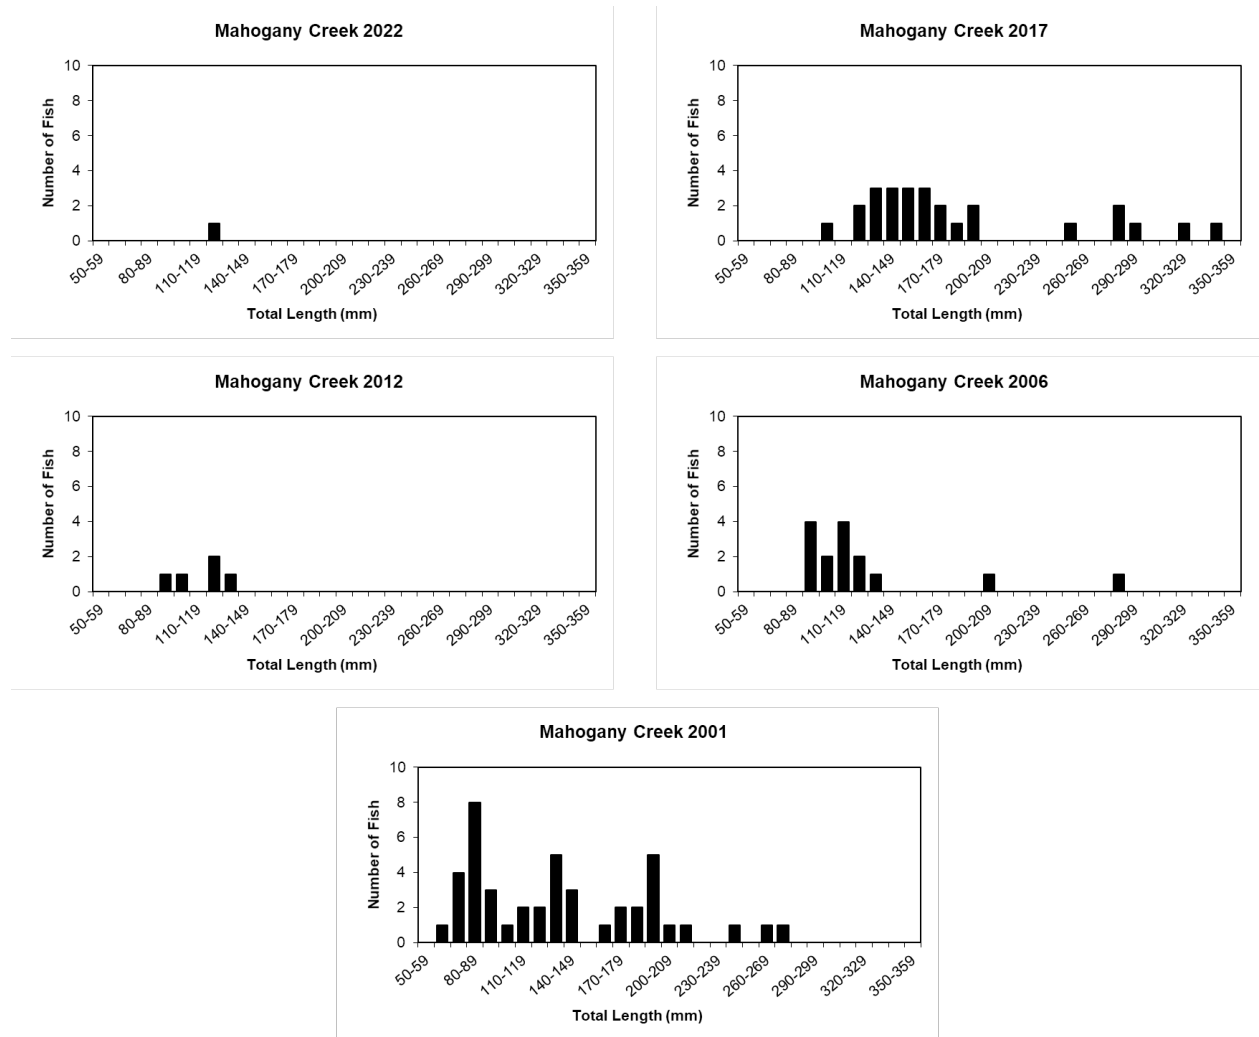 Mahogany Creek 2022
10
8
6
4
2
0
Number of Fish
50-59 80-89 110-119 140-149 170-179 200-209 230-239 260-269 290-299 320-329 350-359
Total Length (mm)
Mahogany Creek 2017
10
8
6
4
2
0
Number of Fish
50-59 80-89 110-119 140-149 170-179 200-209 230-239 260-269 290-299 320-329 350-359
Total Length (mm)
Mahogany Creek 2012
10
8
6
4
2
0
Number of Fish
50-59 80-89 110-119 140-149 170-179 200-209 230-239 260-269 290-299 320-329 350-359
Total Length (mm)
Mahogany Creek 2006
10
8
6
4
2
0
Number of Fish
50-59 80-89 110-119 140-149 170-179 200-209 230-239 260-269 290-299 320-329 350-359
Total Length (mm)
Mahogany Creek 2001
10
8
6
4
2
0
Number of Fish
50-59 80-89 110-119 140-149 170-179 200-209 230-239 260-269 290-299 320-329 350-359
Total Length (mm)